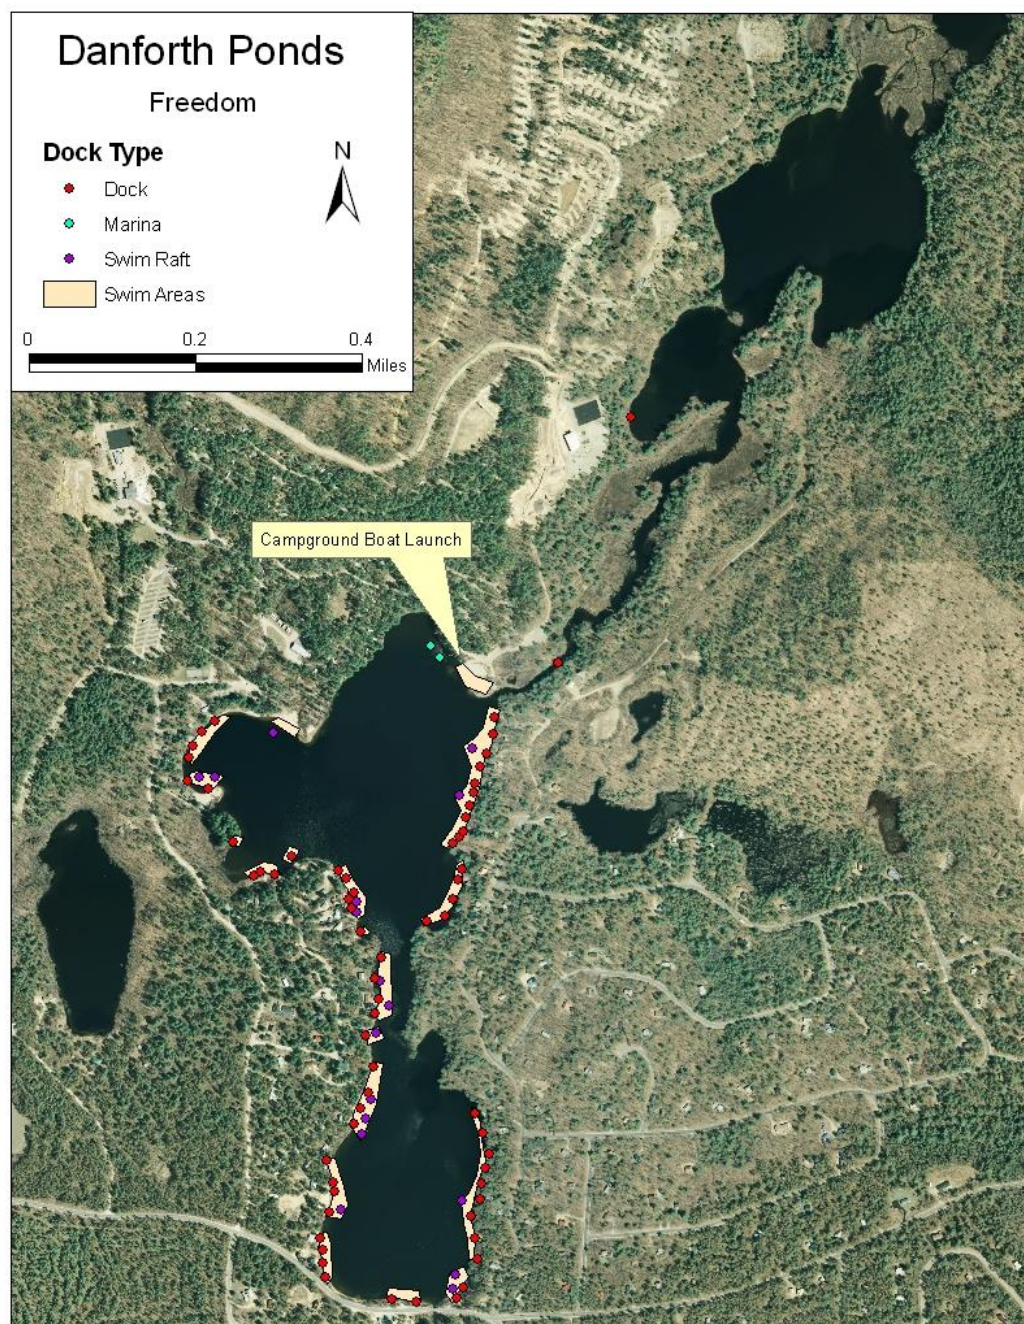 Danforth Ponds
Freedom
Dock Type
N
Dock
Marina
Swim Raft
Swim Areas
0 0.2 0.4
Miles
Campground Boat Launch